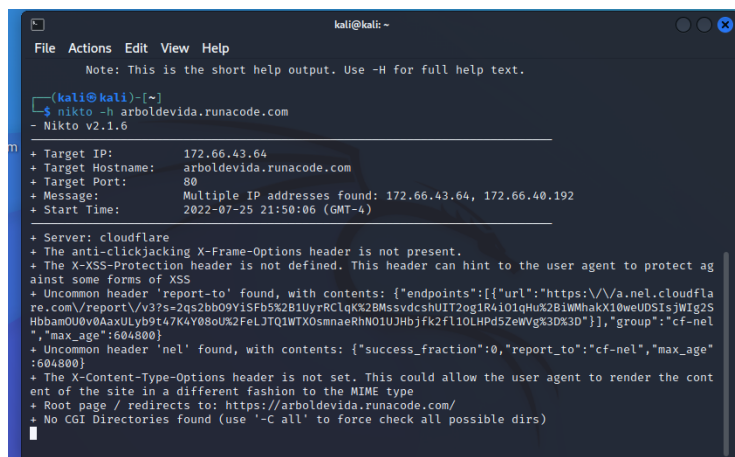 kali@kali: ~
File Actions Edit View Help
Note: This is the short help output. Use -H for full help text.
(kali㉿kali)-[~]
$ nikto -h arboldevida.runacode.com
- Nikto v2.1.6
+ Target IP: 172.66.43.64
+ Target Hostname: arboldevida.runacode.com
+ Target Port: 80
+ Message: Multiple IP addresses found: 172.66.43.64, 172.66.40.192
+ Start Time: 2022-07-25 21:50:06 (GMT-4)
+ Server: cloudflare
+ The anti-clickjacking X-Frame-Options header is not present.
+ The X-XSS-Protection header is not defined. This header can hint to the user agent to protect ag
ainst some forms of XSS
+ Uncommon header 'report-to' found, with contents: {"endpoints":[{"url":"https:\/\/a.nel.cloudfla
re.com\/report\/v3?s=2qs2bbO9YiSFb5%2B1UyrRClqK%2BMssvdcshUIT2og1R4iO1qHu%2BiWMhakX10weUDSIsjWIg2S
HbbamOU0v0AaxULyb9t47K4Y08oU%2FeLJTQ1WTXOsmnaeRhNO1UJHbjfk2fl1OLHPd5ZeWVg%3D%3D"}],"group":"cf-nel
","max_age":604800}
+ Uncommon header 'nel' found, with contents: {"success_fraction":0,"report_to":"cf-nel","max_age"
:604800}
+ The X-Content-Type-Options header is not set. This could allow the user agent to render the cont
ent of the site in a different fashion to the MIME type
+ Root page / redirects to: https://arboldevida.runacode.com/
+ No CGI Directories found (use '-C all' to force check all possible dirs)
m